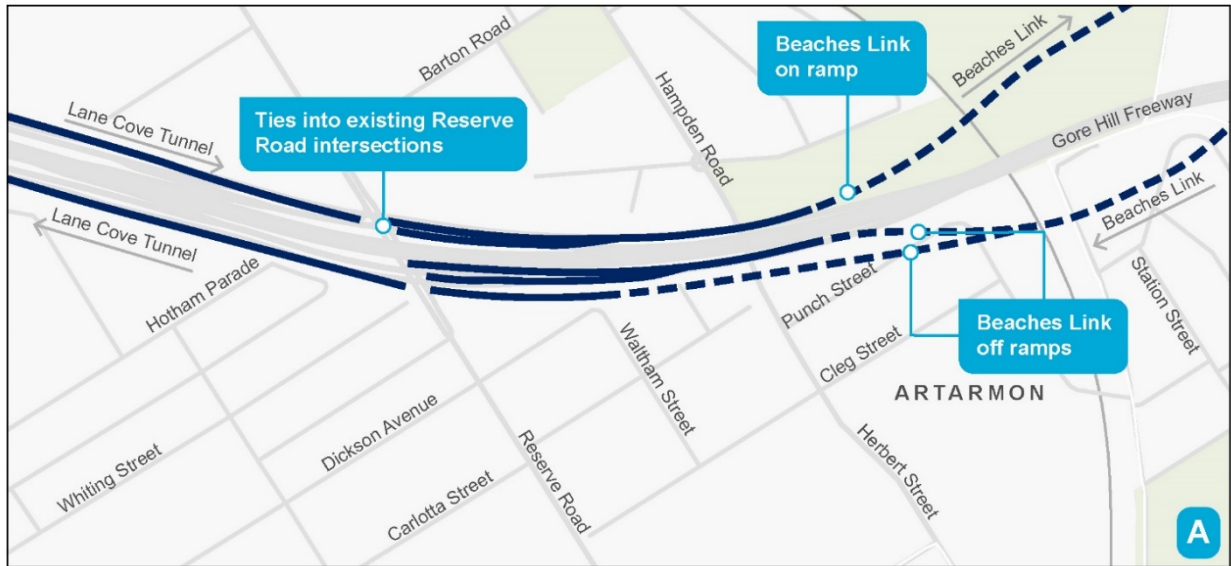 Barton Road
Beaches Link
on ramp
Beaches Link
Lane Cove Tunnel
Ties into existing Reserve
Road intersections
Hampden Road
Gore Hill Freeway
Lane Cove Tunnel
Beaches Link
Hotham Parade
Punch Street
Station Street
Waltham Street
Cleg Street
Beaches Link
off ramps
ARTARMON
Dickson Avenue
Whiting Street
Carlotta Street
Reserve Road
Herbert Street
A